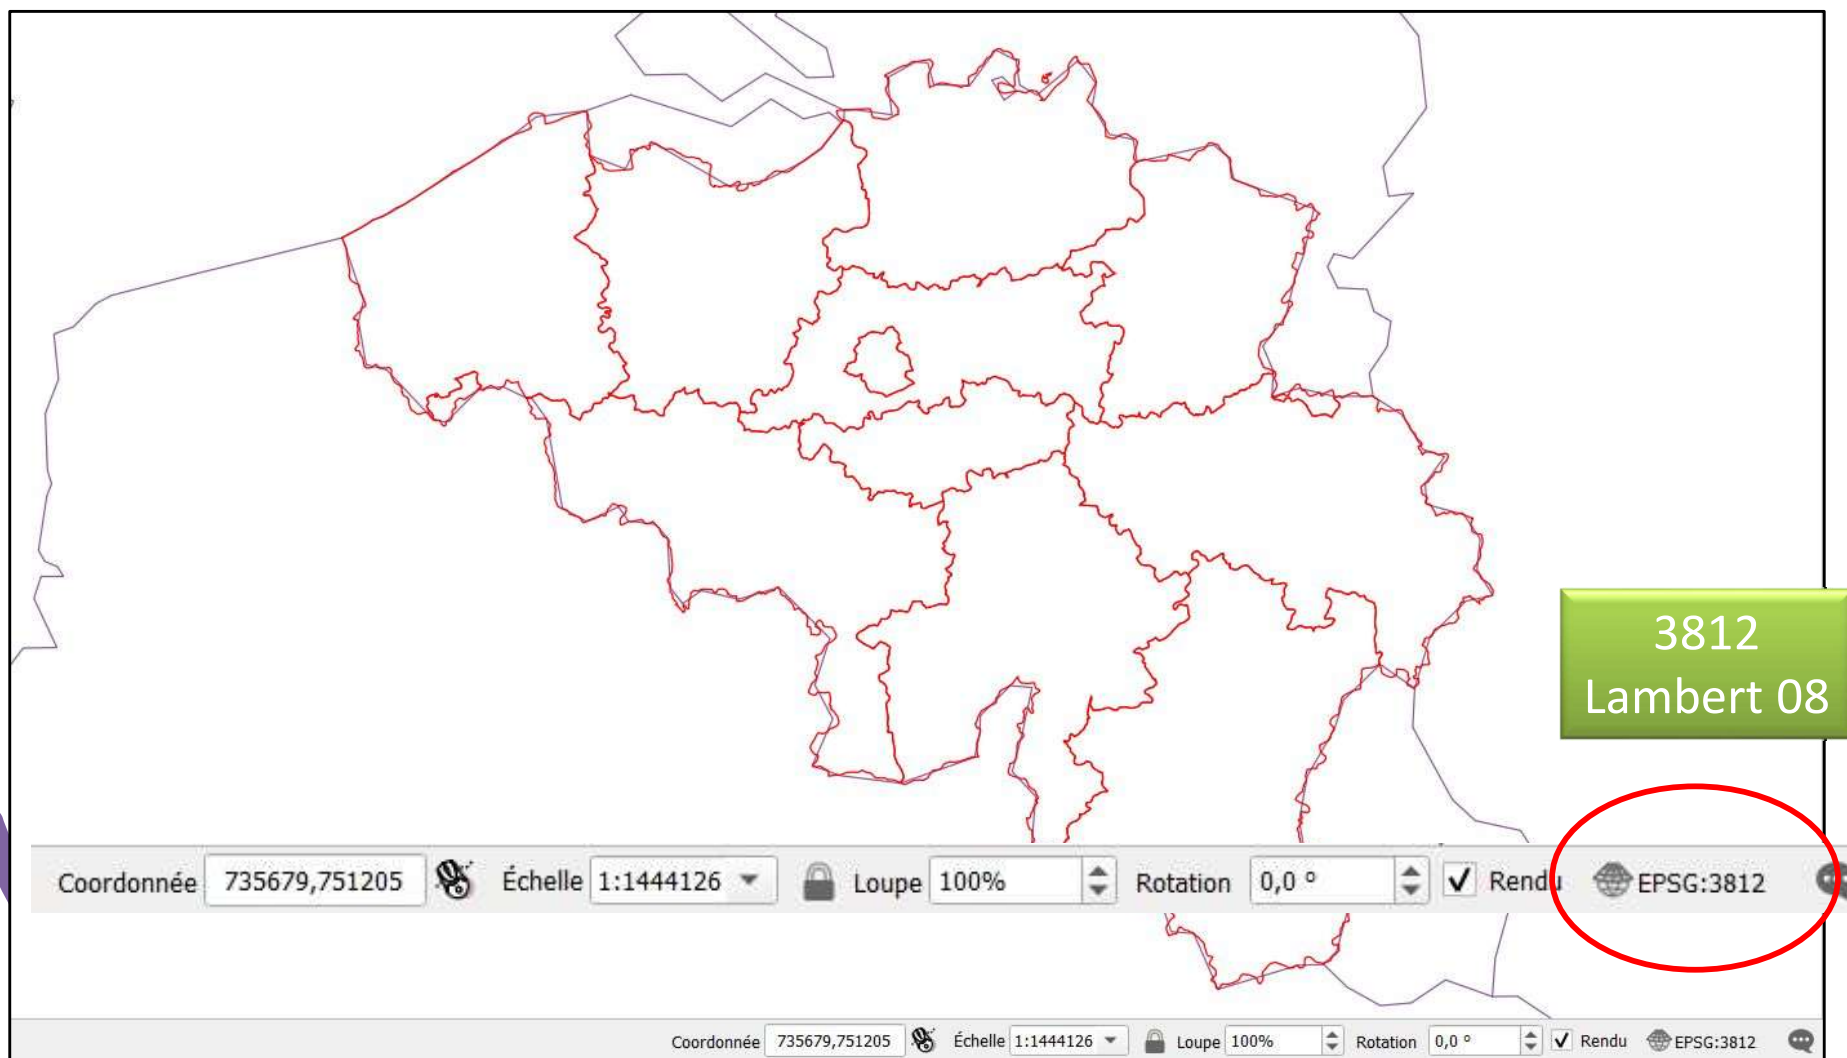 3812
Lambert 08
Coordonnée 735679,751205 Échelle 1:1444126 Loupe 100% Rotation 0,0 ° Rendu EPSG:3812
Coordonnée 735679,751205 Échelle 1:1444126 Loupe 100% Rotation 0,0 ° Rendu EPSG:3812